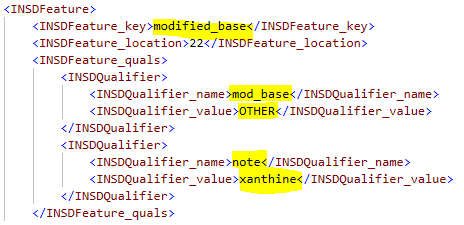 <INSDFeature>
<INSDFeature_key>modified_base</INSDFeature_key>
<INSDFeature_location>22</INSDFeature_location>
<INSDFeature_quals>
<INSDQualifier>
<INSDQualifier_name>mod_base</INSDQualifier_name>
<INSDQualifier_value>OTHER</INSDQualifier_value>
</INSDQualifier>
<INSDQualifier>
<INSDQualifier_name>note</INSDQualifier_name>
<INSDQualifier_value>xanthine</INSDQualifier_value>
</INSDQualifier>
</INSDFeature_quals>